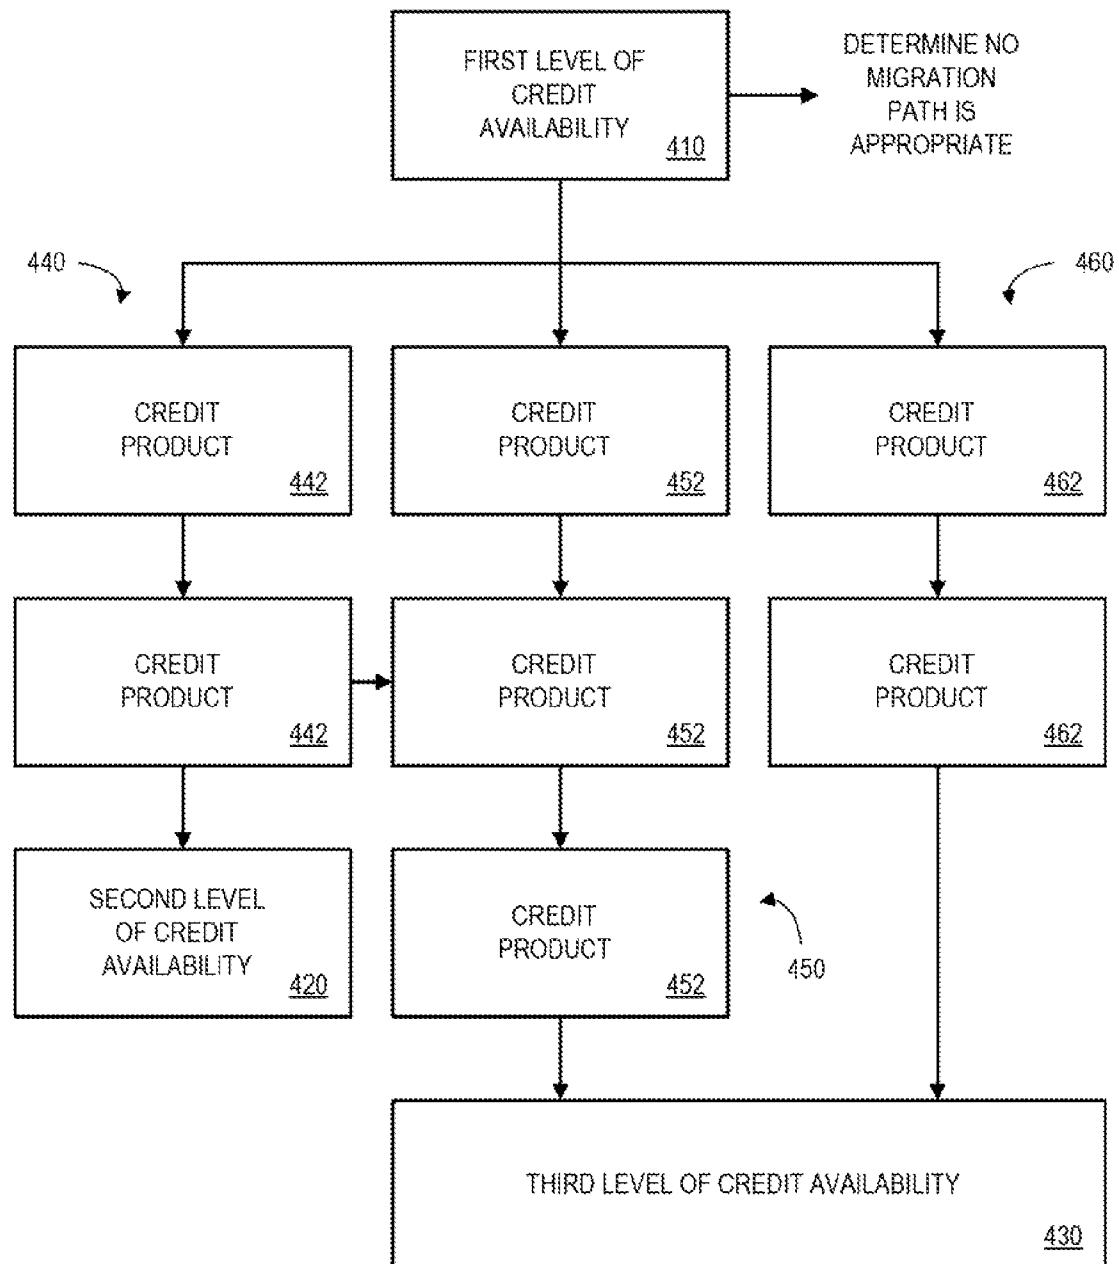 FIRST LEVEL OF
CREDIT
AVAILABILITY
410
DETERMINE NO
MIGRATION
PATH IS
APPROPRIATE
440
460
CREDIT
PRODUCT
442
CREDIT
PRODUCT
452
CREDIT
PRODUCT
462
CREDIT
PRODUCT
442
CREDIT
PRODUCT
452
CREDIT
PRODUCT
462
SECOND LEVEL
OF CREDIT
AVAILABILITY
420
CREDIT
PRODUCT
452
450
THIRD LEVEL OF CREDIT AVAILABILITY
430